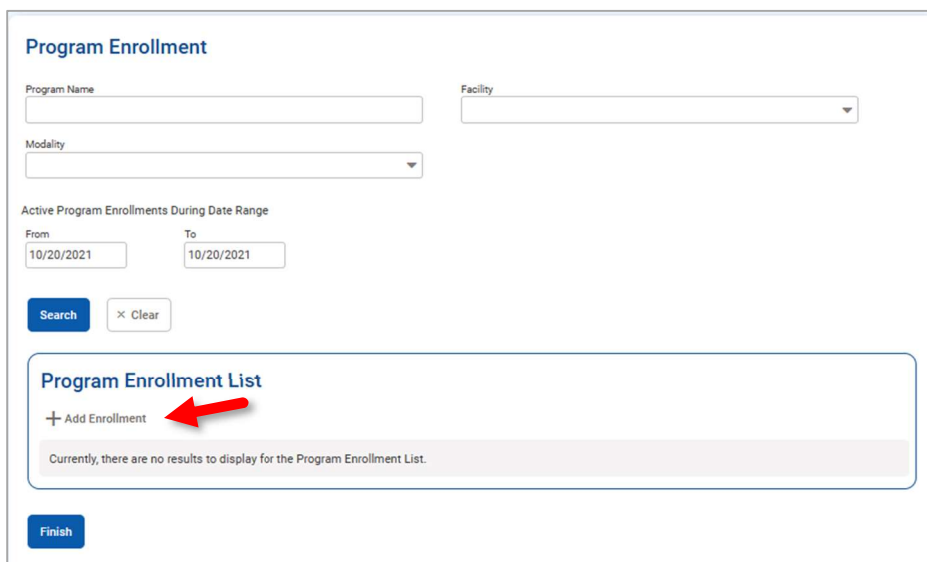 Program Enrollment
Program Name
Facility
Modality
Active Program Enrollments During Date Range
From To
10/20/2021 10/20/2021
Search × Clear
Program Enrollment List
+ Add Enrollment
Currently, there are no results to display for the Program Enrollment List.
Finish